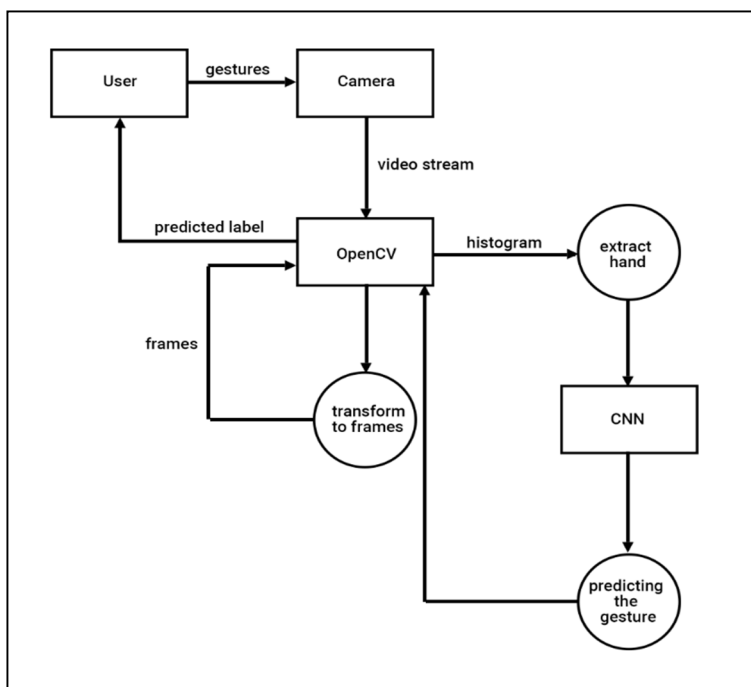 User
gestures
Camera
video stream
predicted label
OpenCV
histogram
extract
hand
frames
transform
to frames
CNN
predicting
the
gesture